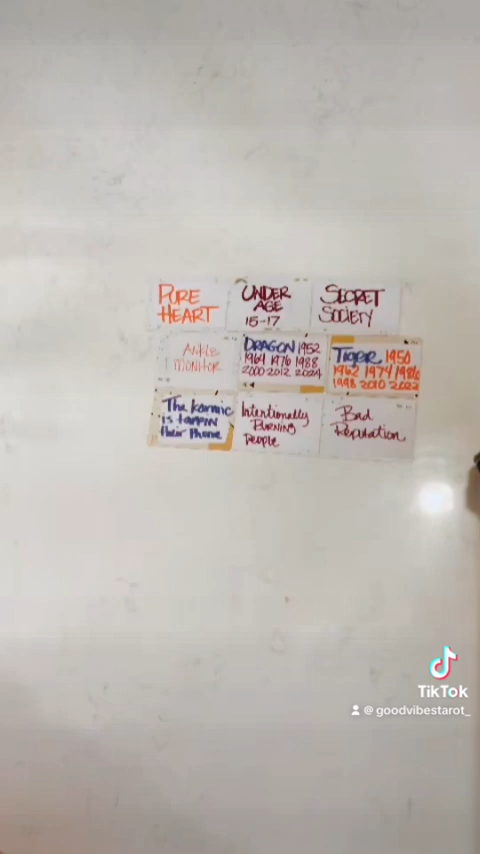 PURE
HEART
UNDER
AGE
15-17
SECRET
SOCIETY
ANKLE
MONITOR
DRAGON 1952
1964 1976 1988
2000 2012 2024
TIGER 1950
1962 1974 1986
1998 2010 2022
The karmic
is tappin
their Phone
Intentionally
BURNING
People
Bad
Reputation
TikTok
@goodvibestarot_